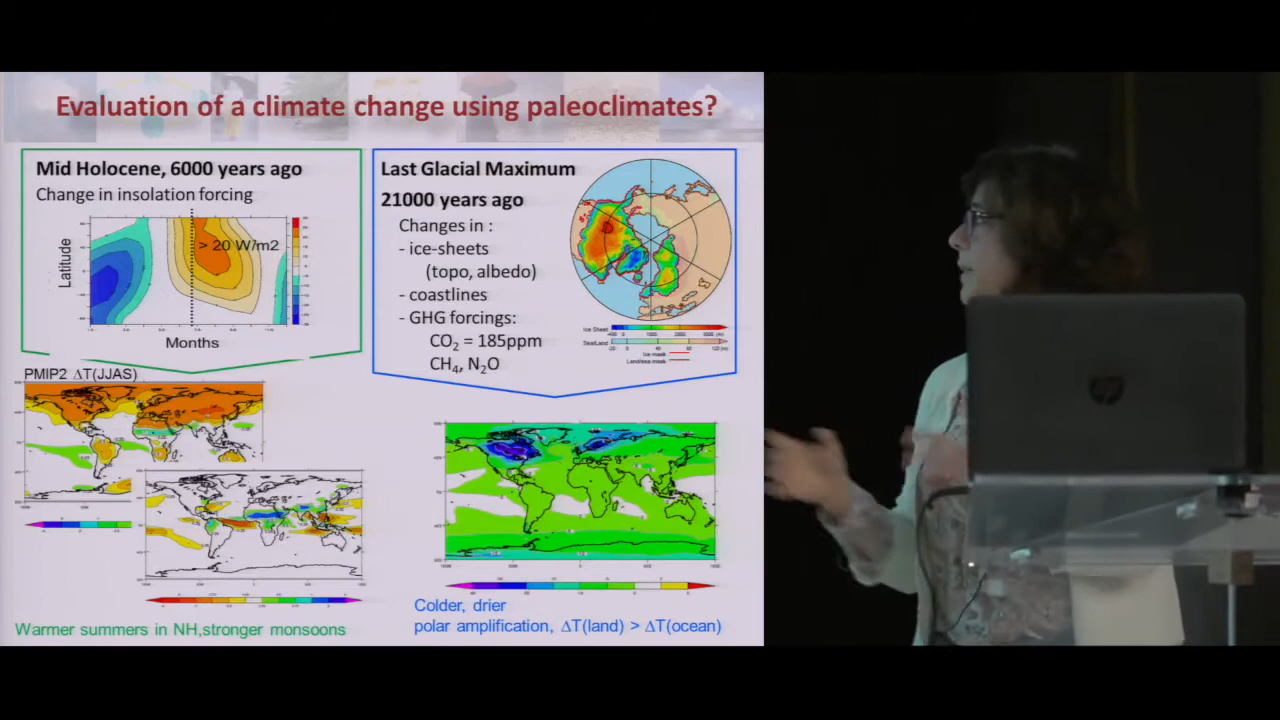 Evaluation of a climate change using paleoclimates?
Mid Holocene, 6000 years ago
Change in insolation forcing
> 20 W/m2
Latitude
Months
PMIP2 ΔT(JJAS)
Warmer summers in NH,stronger monsoons
Last Glacial Maximum
21000 years ago
Changes in :
- ice-sheets
(topo, albedo)
- coastlines
- GHG forcings:
CO₂ = 185ppm
CH₄, N₂O
Ice Sheet
Sea/Land
Ice mask
Land/sea mask
Colder, drier
polar amplification, ΔT(land) > ΔT(ocean)
hp